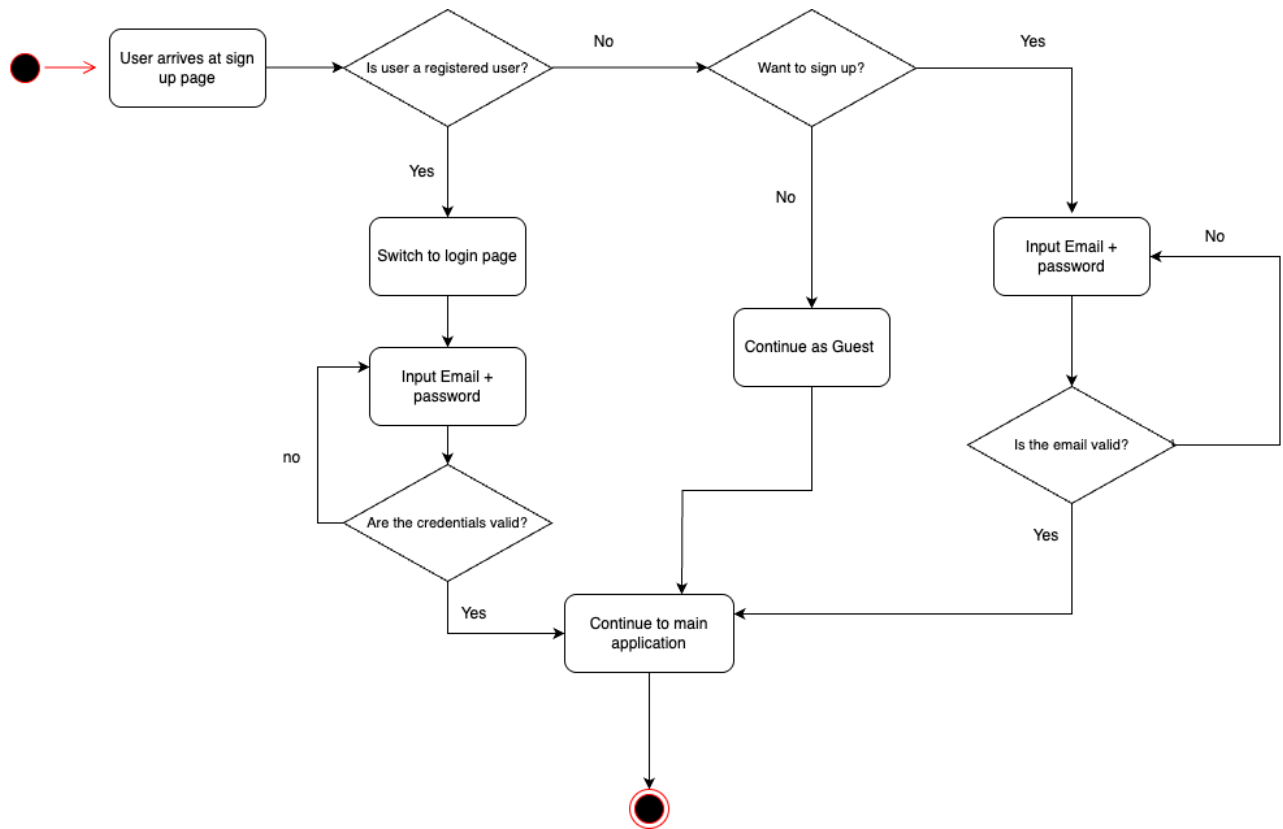 User arrives at sign
up page
Is user a registered user?
No
Want to sign up?
Yes
Yes
No
Switch to login page
Input Email +
password
No
Continue as Guest
Input Email +
password
no
Are the credentials valid?
Is the email valid?
Yes
Yes
Continue to main
application